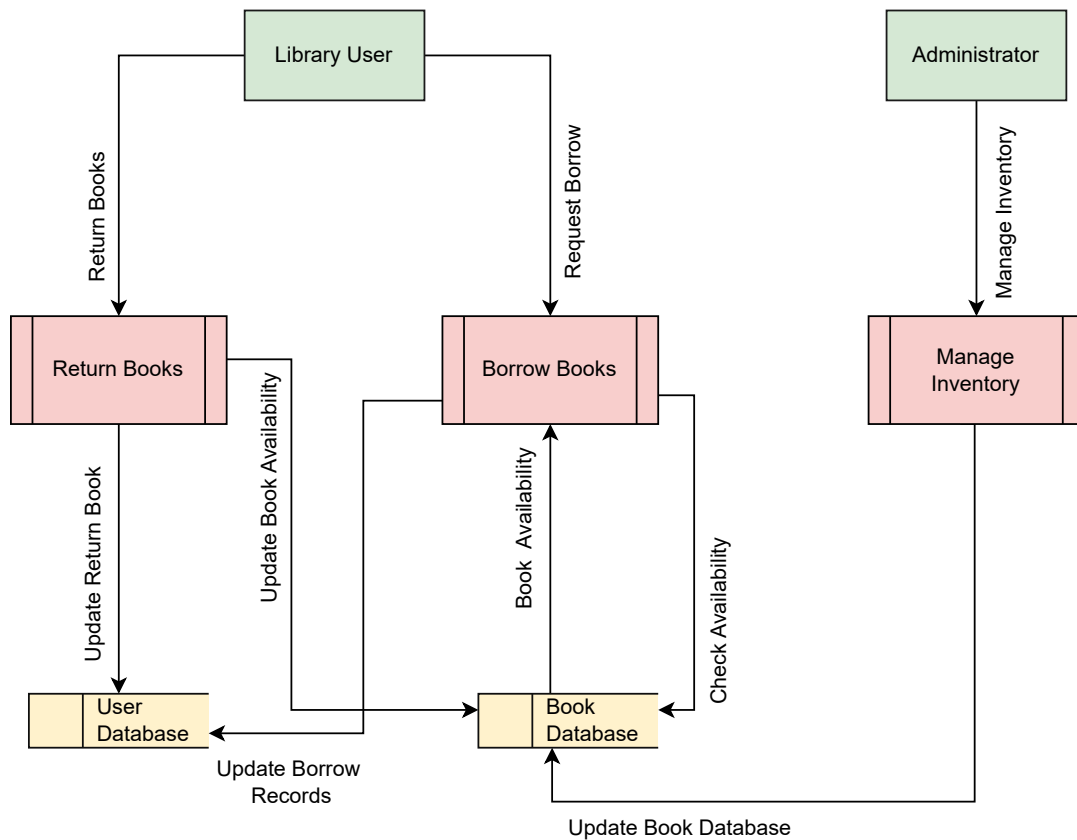 Library User
Administrator
Return Books
Request Borrow
Manage Inventory
Return Books
Borrow Books
Manage
Inventory
Update Return Book
Update Book Availability
Book  Availability
Check Availability
User
Database
Book
Database
Update Borrow
Records
Update Book Database